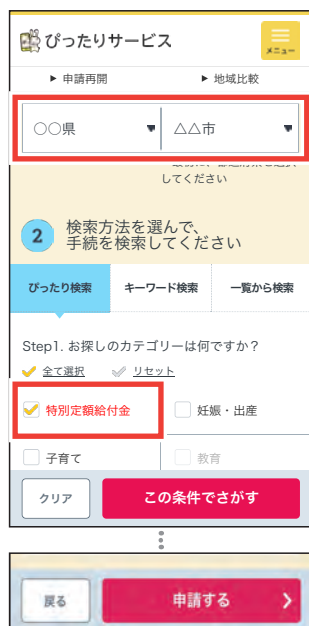 ぴったりサービス
メニュー
▶ 申請再開 ▶ 地域比較
○○県 ▼ △△市 ▼
してください
2 検索方法を選んで、
手続を検索してください
ぴったり検索 キーワード検索 一覧から検索
Step1. お探しのカテゴリーは何ですか？
全て選択 リセット
特別定額給付金 妊娠・出産
子育て 教育
クリア この条件でさがす
戻る 申請する